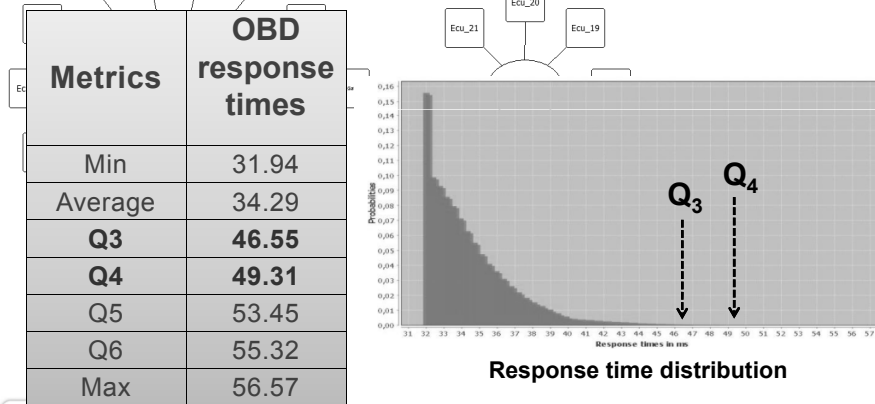 Ecu_20
Ecu_21
Ecu_19
Metrics
OBD
response
times
Min 31.94
Average 34.29
Q3 46.55
Q4 49.31
Q5 53.45
Q6 55.32
Max 56.57
Probabilities
0,16
0,15
0,14
0,13
0,12
0,11
0,10
0,09
0,08
0,07
0,06
0,05
0,04
0,03
0,02
0,01
0,00
Q3
Q4
31 32 33 34 35 36 37 38 39 40 41 42 43 44 45 46 47 48 49 50 51 52 53 54 55 56 57
Response times in ms
Response time distribution